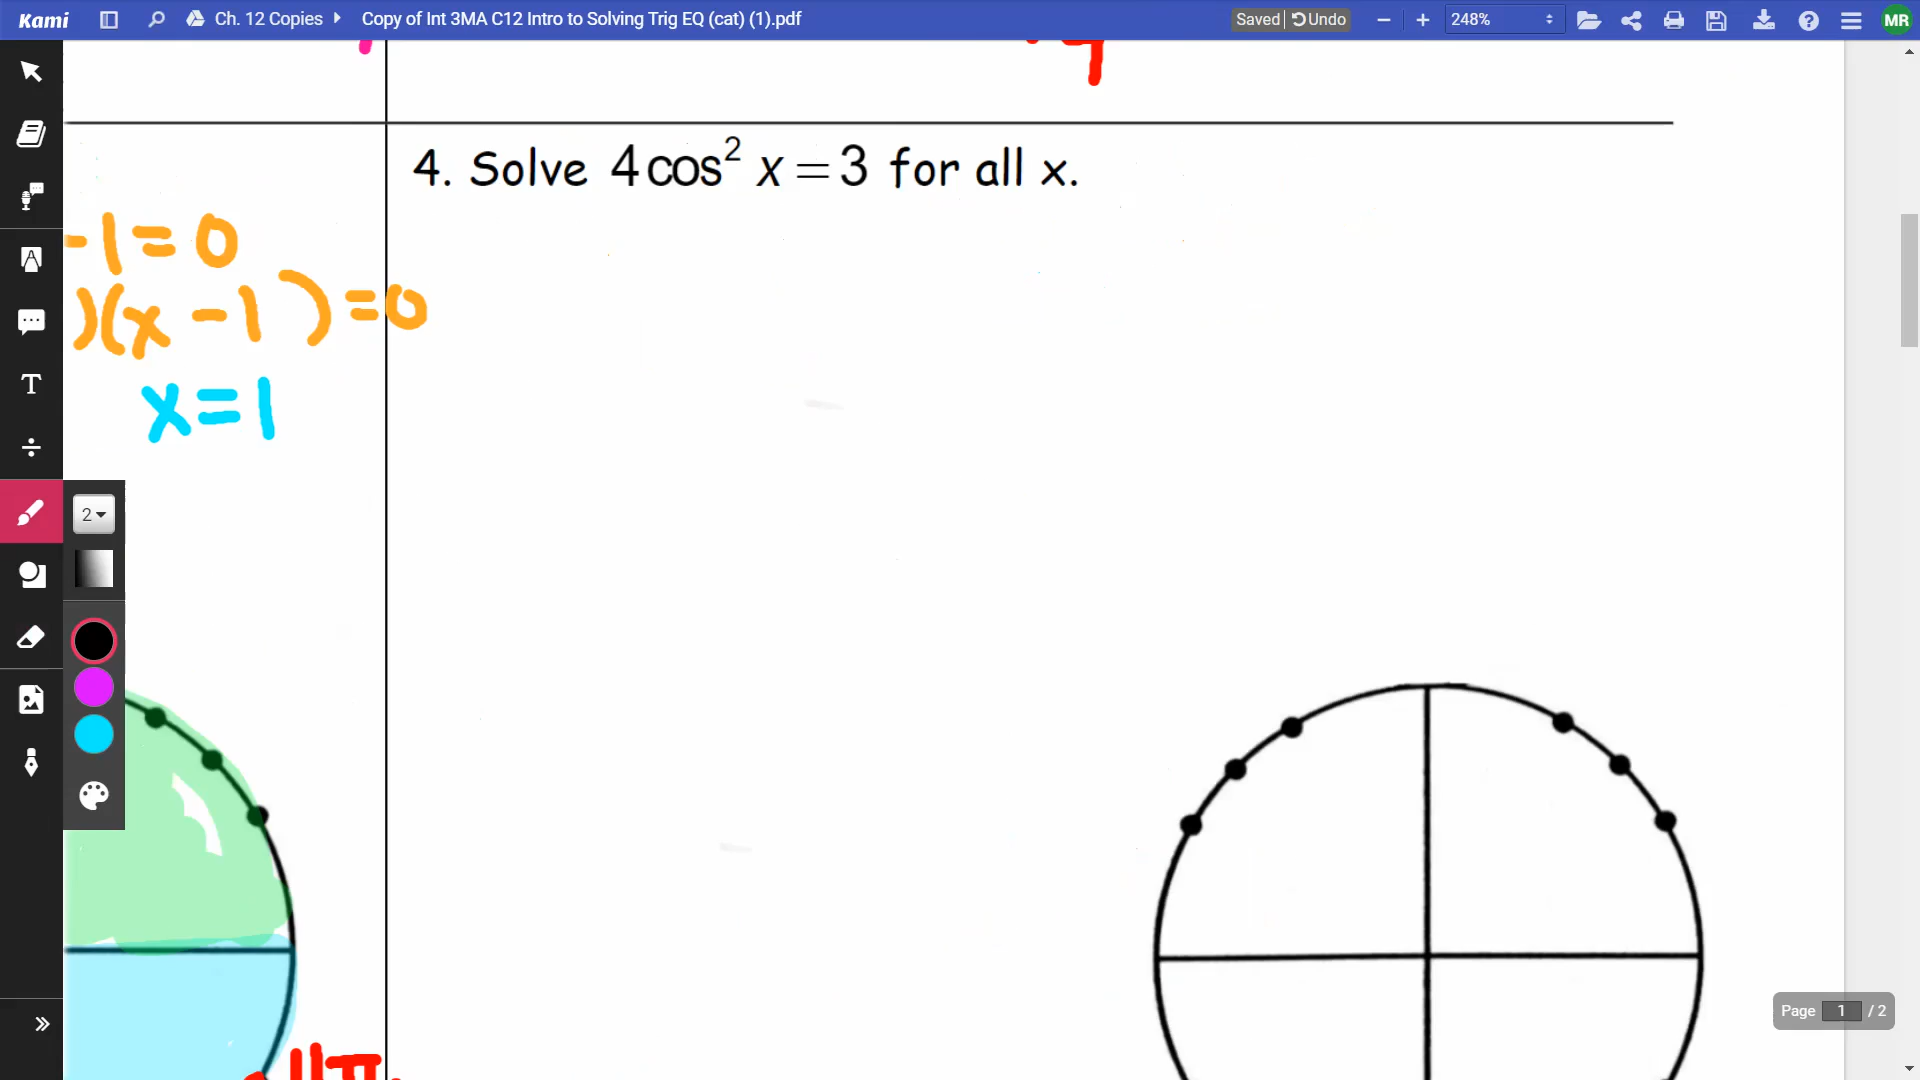 Kami
Ch. 12 Copies
Copy of Int 3MA C12 Intro to Solving Trig EQ (cat) (1).pdf
Saved
Undo
248%
MR
4. Solve 4cos² x = 3 for all x.
-1=0
)(x -1 )=0
x=1
2
11π
Page 1 / 2